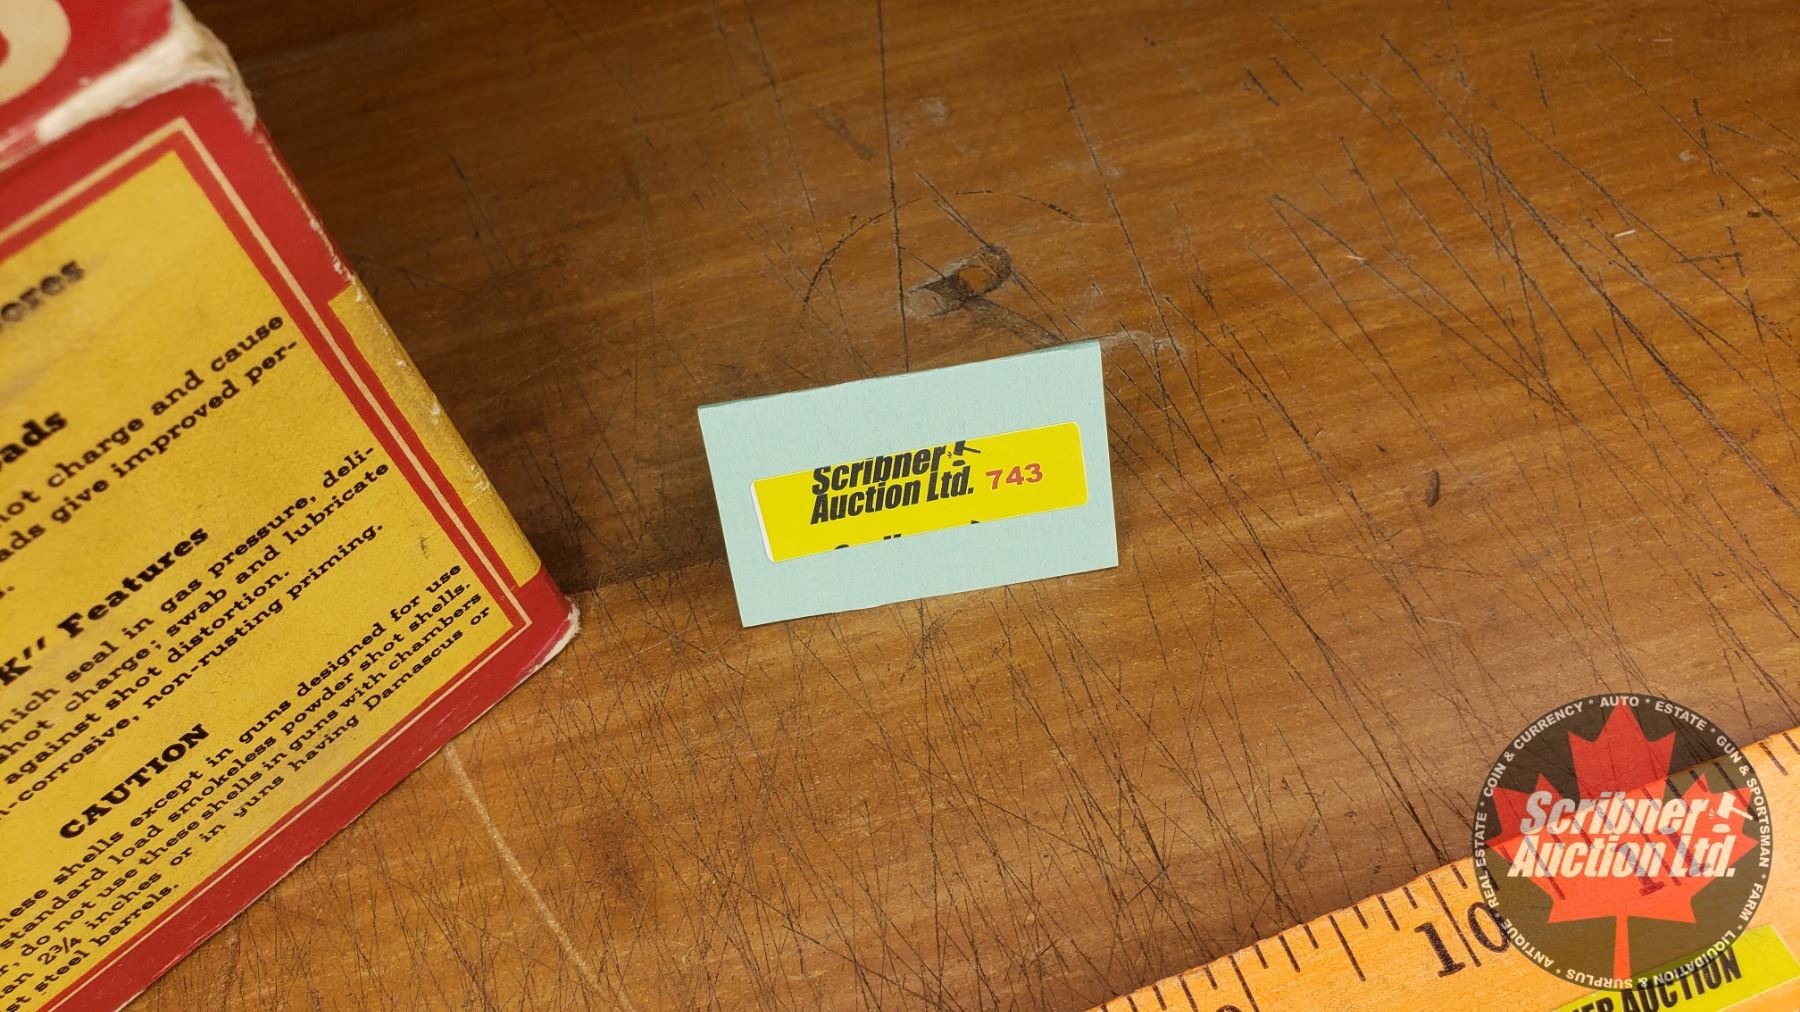 ot charge and cause
ads give improved per-
K" Features
hich seal in gas pressure, deli-
shot charge; swab and lubricate
against shot distortion.
n-corrosive, non-rusting priming.
CAUTION
hese shells except in guns designed for use
standard load smokeless powder shot shells.
r, do not use these shells in guns with chambers
an 2¾ inches or in guns having Damascus or
st steel barrels.
Scribner
Auction Ltd. 743
10
ER AUCTION
REAL ESTATE * COIN & CURRENCY * AUTO * ESTATE * GUN & SPORTSMAN * FARM * LIQUIDATION & SURPLUS * ANTIQUE
Scribner
Auction Ltd.